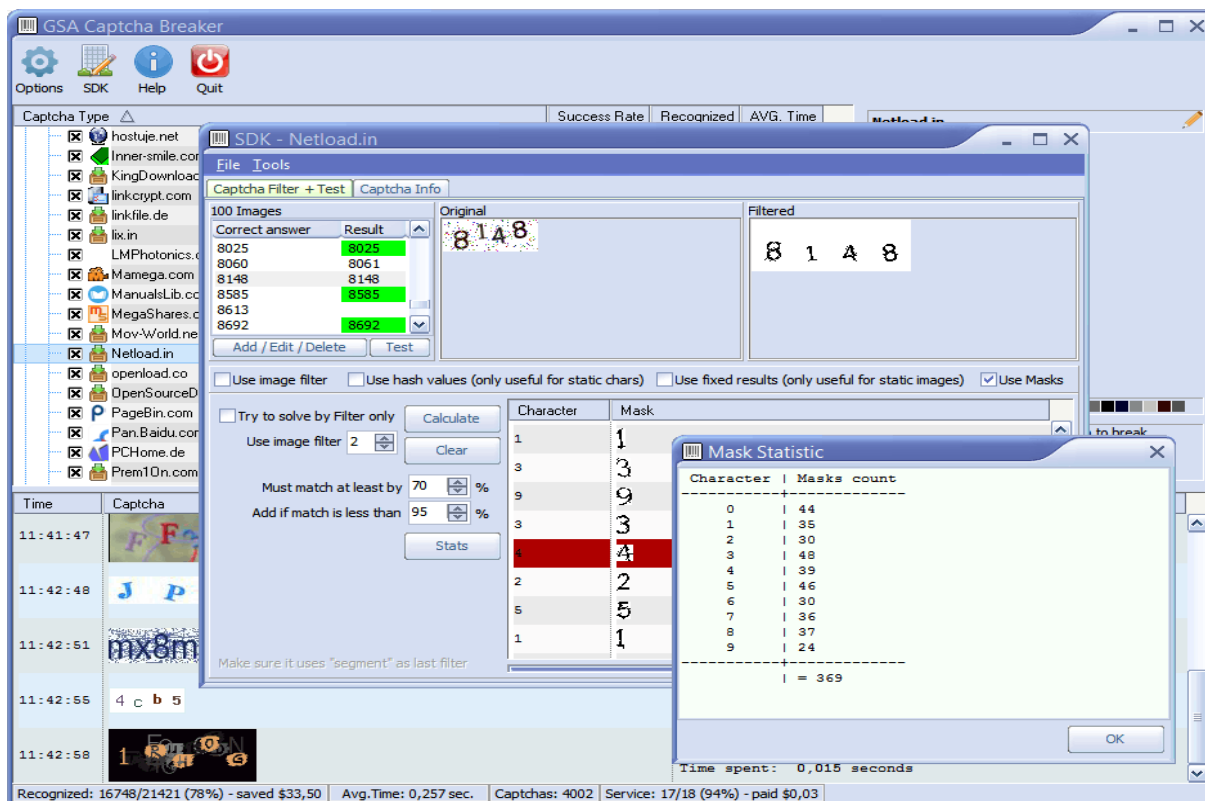 GSA Captcha Breaker
Options SDK Help Quit
Captcha Type Success Rate Recognized AVG. Time
Netload.in
hostuje.net
Inner-smile.com
KingDownload
linkcrypt.com
linkfile.de
lix.in
LMPhotonics.c
Mamega.com
ManualsLib.co
MegaShares.c
Mov-World.ne
Netload.in
openload.co
OpenSourceD
PageBin.com
Pan.Baidu.com
PCHome.de
Prem1On.com
SDK - Netload.in
File Tools
Captcha Filter + Test Captcha Info
100 Images
Correct answer Result
8025 8025
8060 8061
8148 8148
8585 8585
8613
8692 8692
Add / Edit / Delete Test
Original
8148
Filtered
8 1 4 8
Use image filter Use hash values (only useful for static chars) Use fixed results (only useful for static images) Use Masks
Try to solve by Filter only Calculate
Use image filter 2 Clear
Must match at least by 70 %
Add if match is less than 95 %
Stats
Make sure it uses "segment" as last filter
Character Mask
1 1
3 3
9 9
3 3
4 4
2 2
5 5
1 1
to break
Mask Statistic
Character | Masks count
-----------+-------------
0 | 44
1 | 35
2 | 30
3 | 48
4 | 39
5 | 46
6 | 30
7 | 36
8 | 37
9 | 24
-----------+-------------
| = 369
OK
Time Captcha
11:41:47
11:42:48 J P
11:42:51 mx8m
11:42:55 4 c b 5
11:42:58
Time spent: 0,015 seconds
Recognized: 16748/21421 (78%) - saved $33,50 Avg.Time: 0,257 sec. Captchas: 4002 Service: 17/18 (94%) - paid $0,03